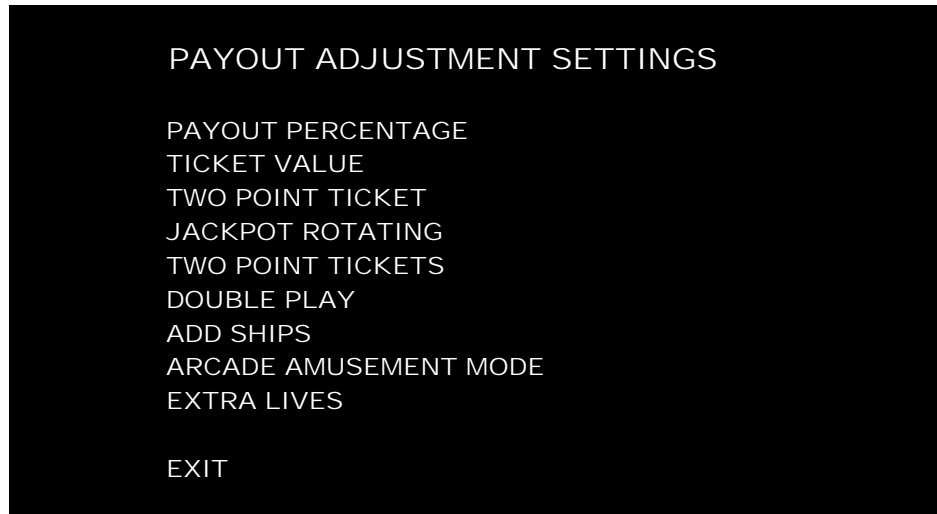 PAYOUT ADJUSTMENT SETTINGS
PAYOUT PERCENTAGE
TICKET VALUE
TWO POINT TICKET
JACKPOT ROTATING
TWO POINT TICKETS
DOUBLE PLAY
ADD SHIPS
ARCADE AMUSEMENT MODE
EXTRA LIVES
EXIT